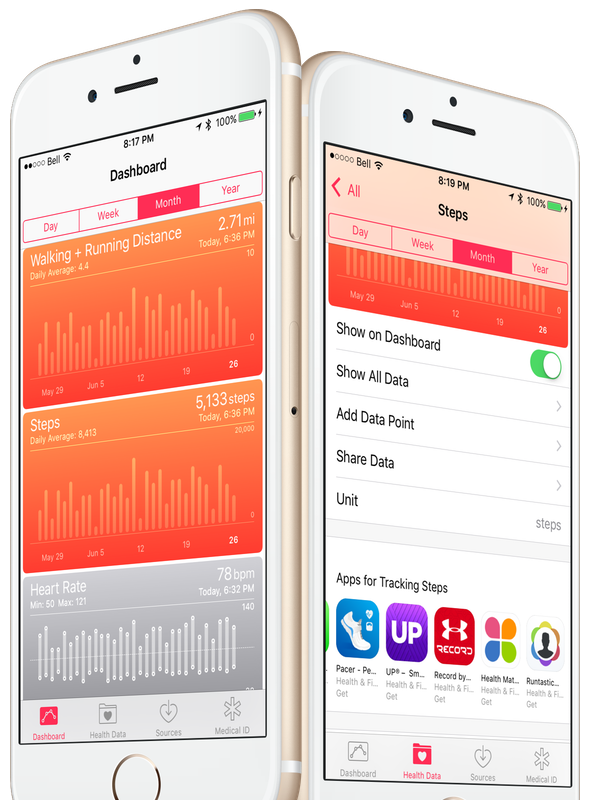 Bell
8:17 PM
100%
Dashboard
Day
Week
Month
Year
Walking + Running Distance
2.71 mi
Daily Average: 4.4
Today, 6:36 PM
10
0
May 29
Jun 5
12
19
26
Steps
5,133 steps
Daily Average: 8,413
Today, 6:36 PM
20,000
0
May 29
Jun 5
12
19
26
Heart Rate
78 bpm
Min: 50 Max: 121
Today, 6:32 PM
140
Dashboard
Health Data
Sources
Medical ID
Bell
8:19 PM
100%
All
Steps
Day
Week
Month
Year
0
May 29
Jun 5
12
19
26
Show on Dashboard
Show All Data
Add Data Point
Share Data
Unit
steps
Apps for Tracking Steps
UP
RECORD
Pacer - Pe...
Health & Fi...
Get
UP® – Sm...
Health & Fi...
Get
Record by...
Health & Fi...
Get
Health Mat...
Health & Fi...
Get
Runtastic...
Health & Fi...
Get
Dashboard
Health Data
Sources
Medical ID